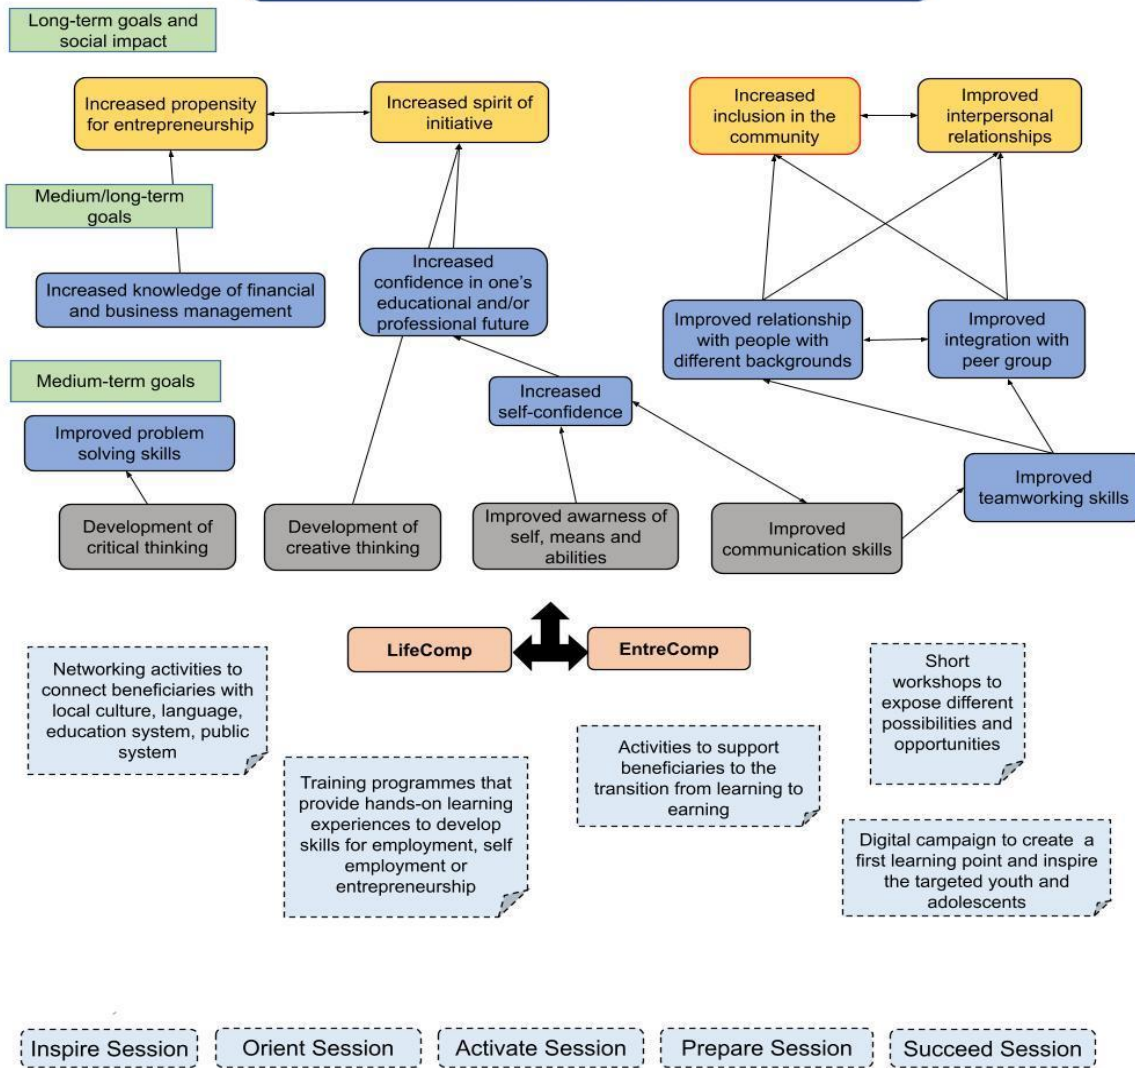 Long-term goals and
social impact
Increased propensity
for entrepreneurship
Increased spirit of
initiative
Increased
inclusion in the
community
Improved
interpersonal
relationships
Medium/long-term
goals
Increased knowledge of financial
and business management
Increased
confidence in one's
educational and/or
professional future
Improved relationship
with people with
different backgrounds
Improved
integration with
peer group
Medium-term goals
Increased
self-confidence
Improved problem
solving skills
Improved
teamworking skills
Development of
critical thinking
Development of
creative thinking
Improved awarness of
self, means and
abilities
Improved
communication skills
LifeComp
EntreComp
Networking activities to
connect beneficiaries with
local culture, language,
education system, public
system
Training programmes that
provide hands-on learning
experiences to develop
skills for employment, self
employment or
entrepreneurship
Activities to support
beneficiaries to the
transition from learning to
earning
Short
workshops to
expose different
possibilities and
opportunities
Digital campaign to create a
first learning point and inspire
the targeted youth and
adolescents
Inspire Session
Orient Session
Activate Session
Prepare Session
Succeed Session